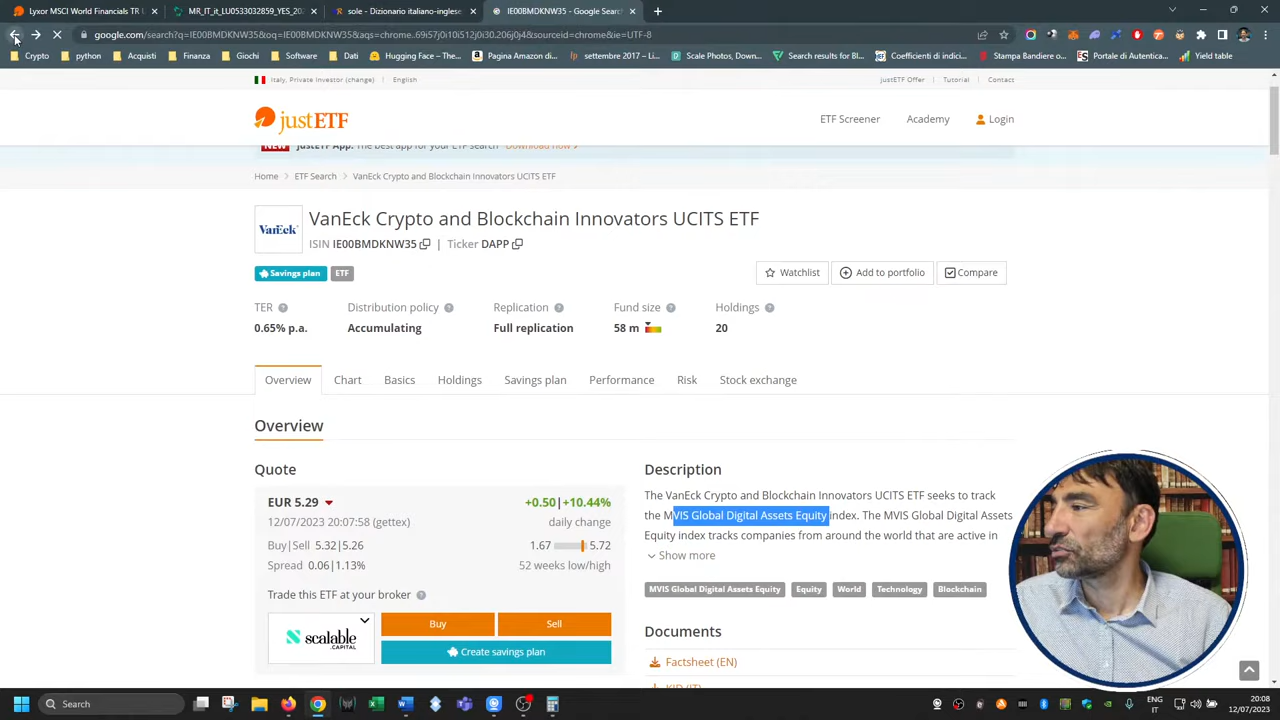 Lyxor MSCI World Financials TR U
MR_IT_it_LU0533032859_YES_202
Solo dizionario italiano-inglese
IE00BMDKNW35 - Google Search
google.com/search?q=IE00BMDKNW35&oq=IE00BMDKNW35&aqs=chrome..69i57j0i512j0i30.206j0j4&sourceid=chrome&ie=UTF-8
Crypto
python
Acquisti
Finanza
Giochi
gatti
house
Dati
Hugging Face – The...
Pagina Amazon di...
settembre 2017 -...
Scale Photos, Down...
Search results for Bl...
Coefficienti di indic...
Stampa Bandiere o...
Portale di Autentica...
Yield table
Italy, Private Investor (change)
English
justETF Offer
Tutorial
Contact
justETF
ETF Screener
Academy
Login
NEW
justETF App: The best app for your ETF search
Download now
Home
ETF Search
VanEck Crypto and Blockchain Innovators UCITS ETF
VanEck
VanEck Crypto and Blockchain Innovators UCITS ETF
ISIN IE00BMDKNW35 | Ticker DAPP
Savings plan
ETF
Watchlist
Add to portfolio
Compare
TER
Distribution policy
Replication
Fund size
Holdings
0.65% p.a.
Accumulating
Full replication
58 m
20
Overview
Chart
Basics
Holdings
Savings plan
Performance
Risk
Stock exchange
Overview
Quote
EUR 5.29
+0.50|+10.44%
12/07/2023 20:07:58 (gettex)
daily change
Buy|Sell 5.32|5.26
1.67
5.72
Spread 0.06|1.13%
52 weeks low/high
Trade this ETF at your broker
scalable
CAPITAL
Buy
Sell
Create savings plan
Description
The VanEck Crypto and Blockchain Innovators UCITS ETF seeks to track
the MVIS Global Digital Assets Equity index. The MVIS Global Digital Assets
Equity index tracks companies from around the world that are active in
Show more
MVIS Global Digital Assets Equity
Equity
World
Technology
Blockchain
Documents
Factsheet (EN)
Search
ENG
IT
20:08
12/07/2023